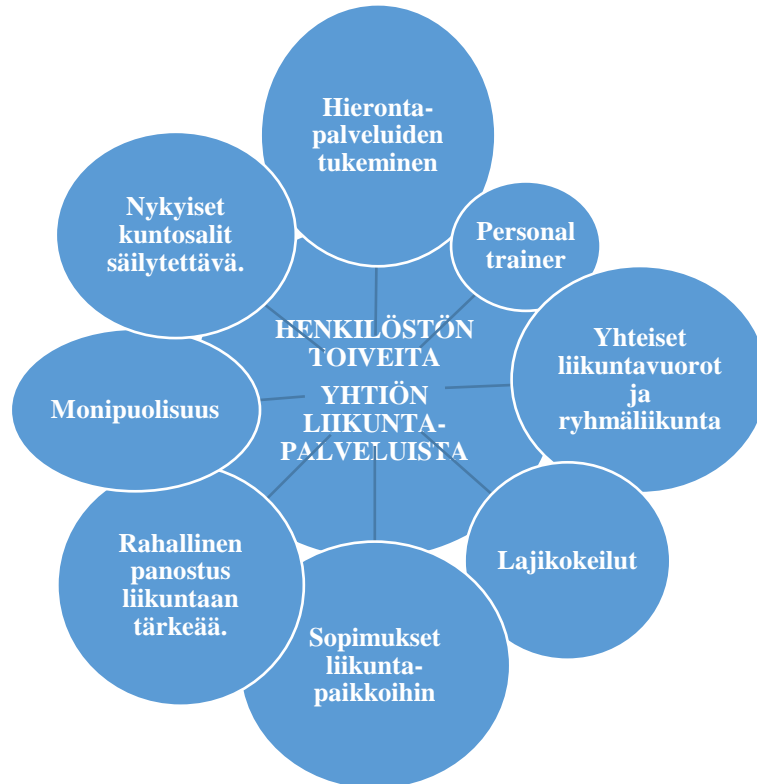 Hieronta-
palveluiden
tukeminen
Personal
trainer
Yhteiset
liikuntavuorot
ja
ryhmäliikunta
Lajikokeilut
Sopimukset
liikunta-
paikkoihin
Rahallinen
panostus
liikuntaan
tärkeää.
Monipuolisuus
Nykyiset
kuntosalit
säilytettävä.
HENKILÖSTÖN
TOIVEITA
YHTIÖN
LIIKUNTA-
PALVELUISTA